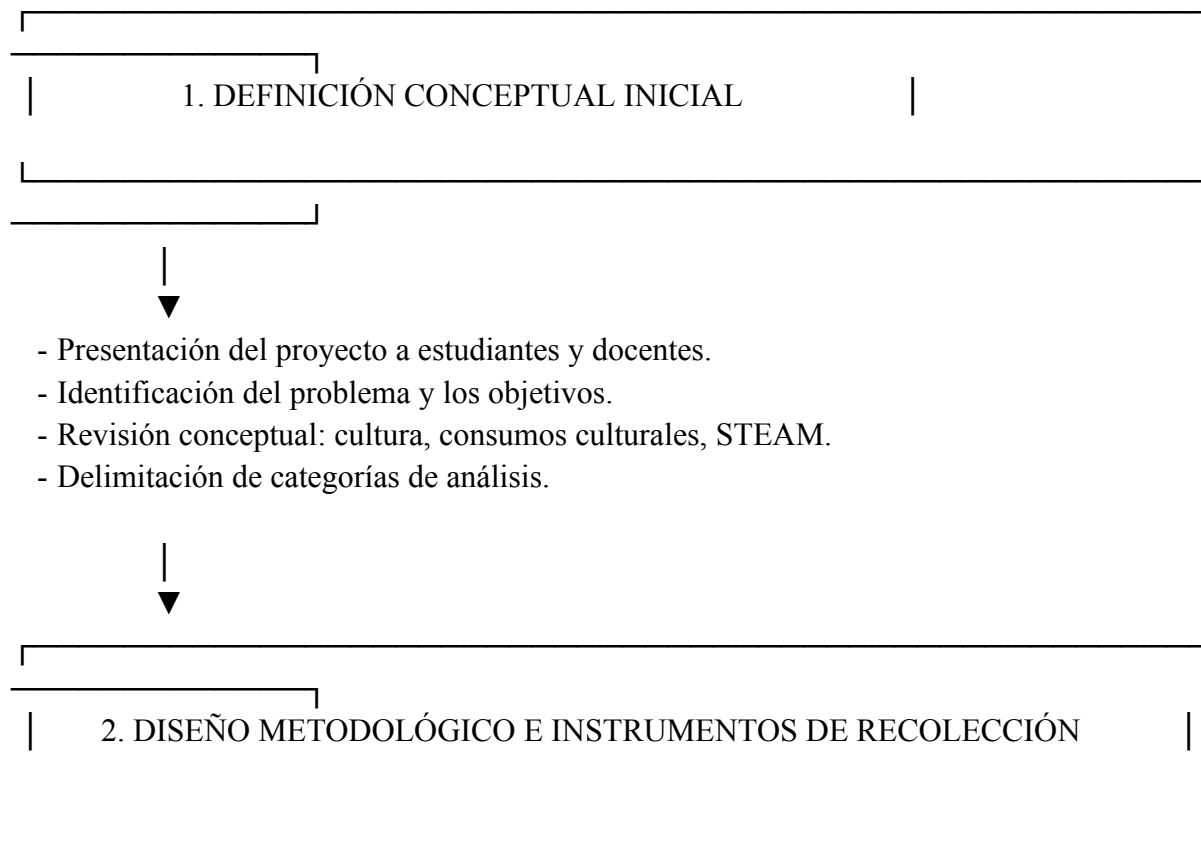 1. DEFINICIÓN CONCEPTUAL INICIAL
- Presentación del proyecto a estudiantes y docentes.
- Identificación del problema y los objetivos.
- Revisión conceptual: cultura, consumos culturales, STEAM.
- Delimitación de categorías de análisis.
2. DISEÑO METODOLÓGICO E INSTRUMENTOS DE RECOLECCIÓN